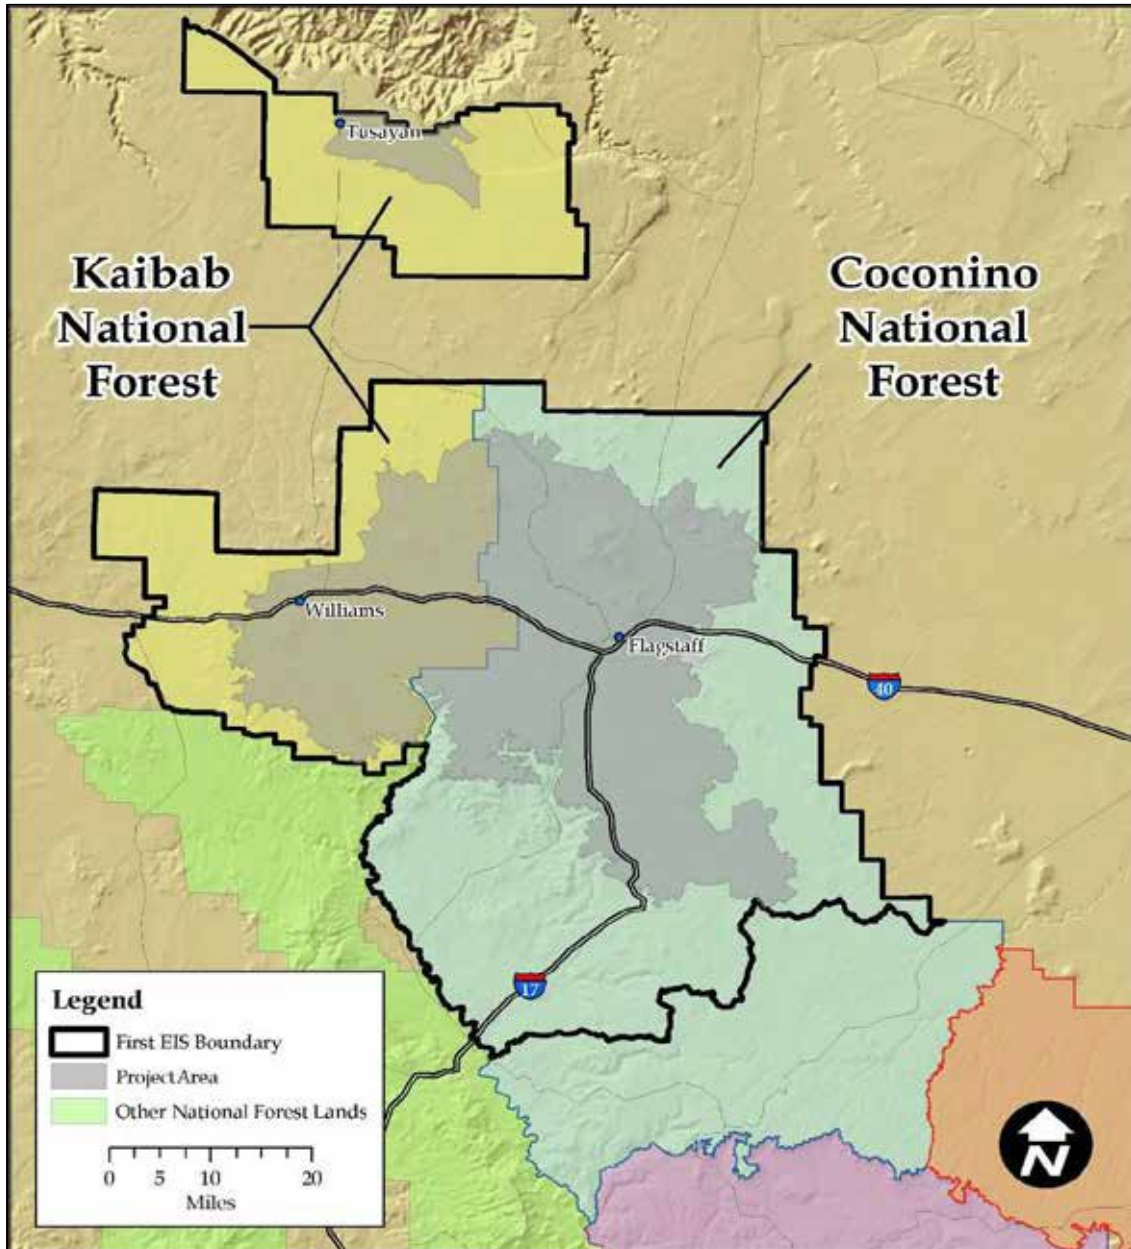 Tusayan
Kaibab
National
Forest
Coconino
National
Forest
Williams
Flagstaff
40
17
Legend
First EIS Boundary
Project Area
Other National Forest Lands
0 5 10 20
Miles
N